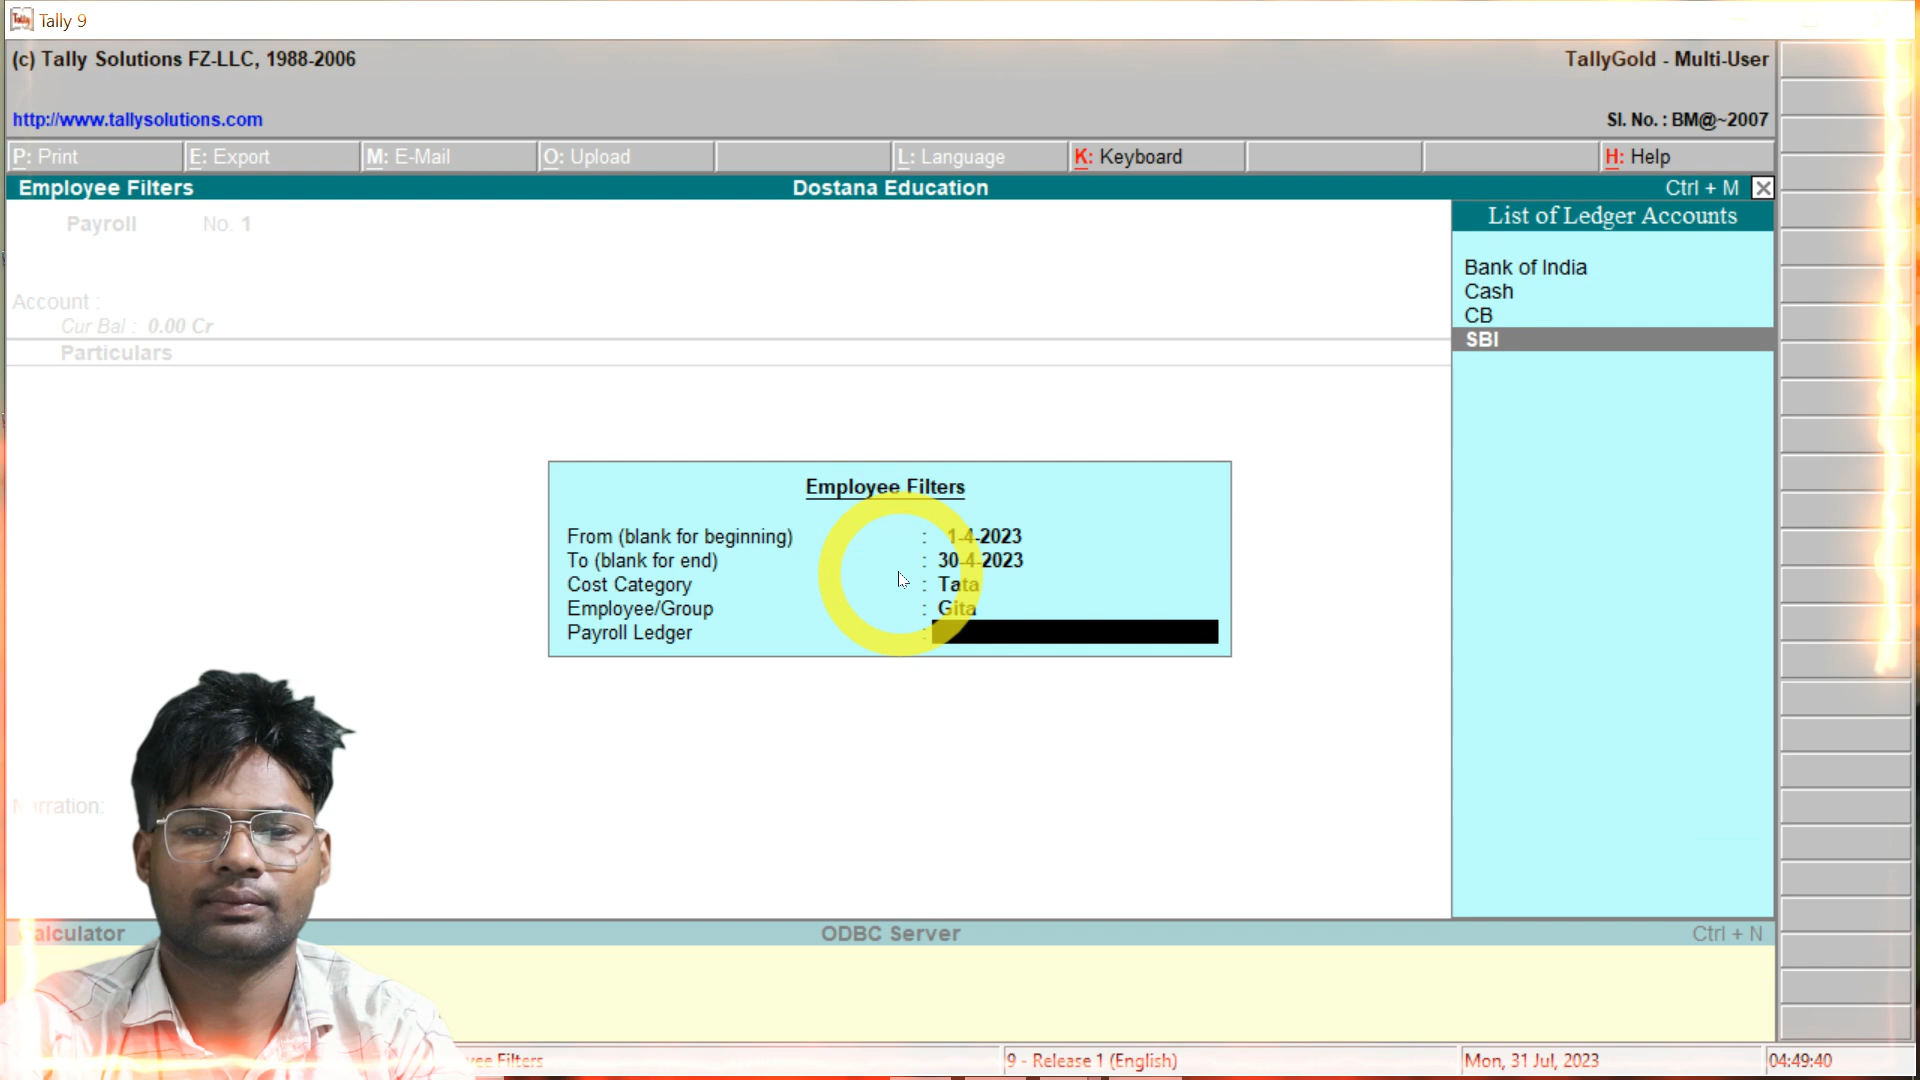 Tally 9
(c) Tally Solutions FZ-LLC, 1988-2006
TallyGold - Multi-User
http://www.tallysolutions.com
Sl. No. : BM@~2007
P: Print
E: Export
M: E-Mail
O: Upload
L: Language
K: Keyboard
H: Help
Employee Filters
Dostana Education
Ctrl + M
Payroll No. 1
Account :
Cur Bal : 0.00 Cr
Particulars
List of Ledger Accounts
Bank of India
Cash
CB
SBI
Employee Filters
From (blank for beginning) : 1-4-2023
To (blank for end) : 30-4-2023
Cost Category : Tata
Employee/Group : Gita
Payroll Ledger :
Narration:
Calculator
ODBC Server
Ctrl + N
Filters
9 - Release 1 (English)
Mon, 31 Jul, 2023
04:49:40